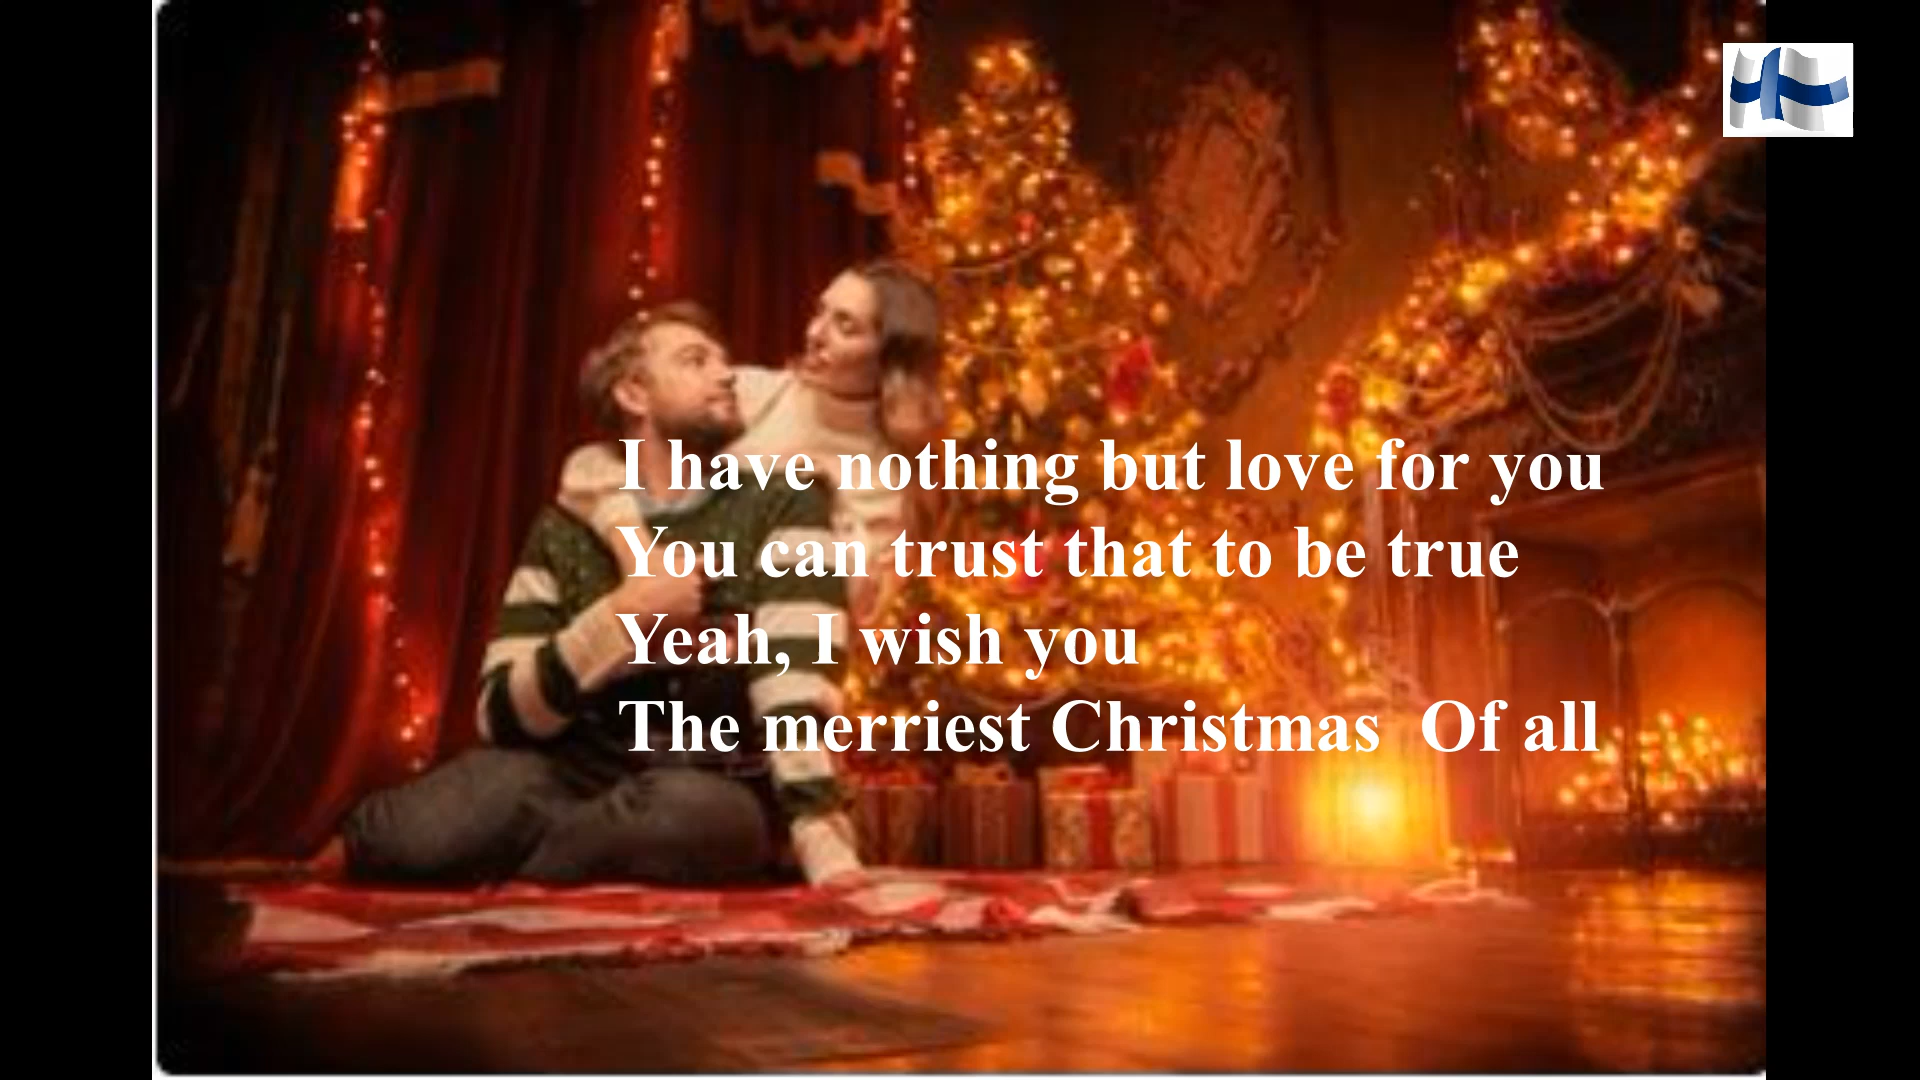 I have nothing but love for you
You can trust that to be true
Yeah, I wish you
The merriest Christmas  Of all